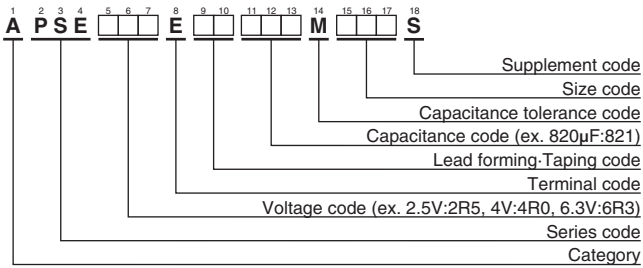 1 2 3 4 5 6 7 8 9 10 11 12 13 14 15 16 17 18
A P S E E M S
Supplement code
Size code
Capacitance tolerance code
Capacitance code (ex. 820µF:821)
Lead forming·Taping code
Terminal code
Voltage code (ex. 2.5V:2R5, 4V:4R0, 6.3V:6R3)
Series code
Category